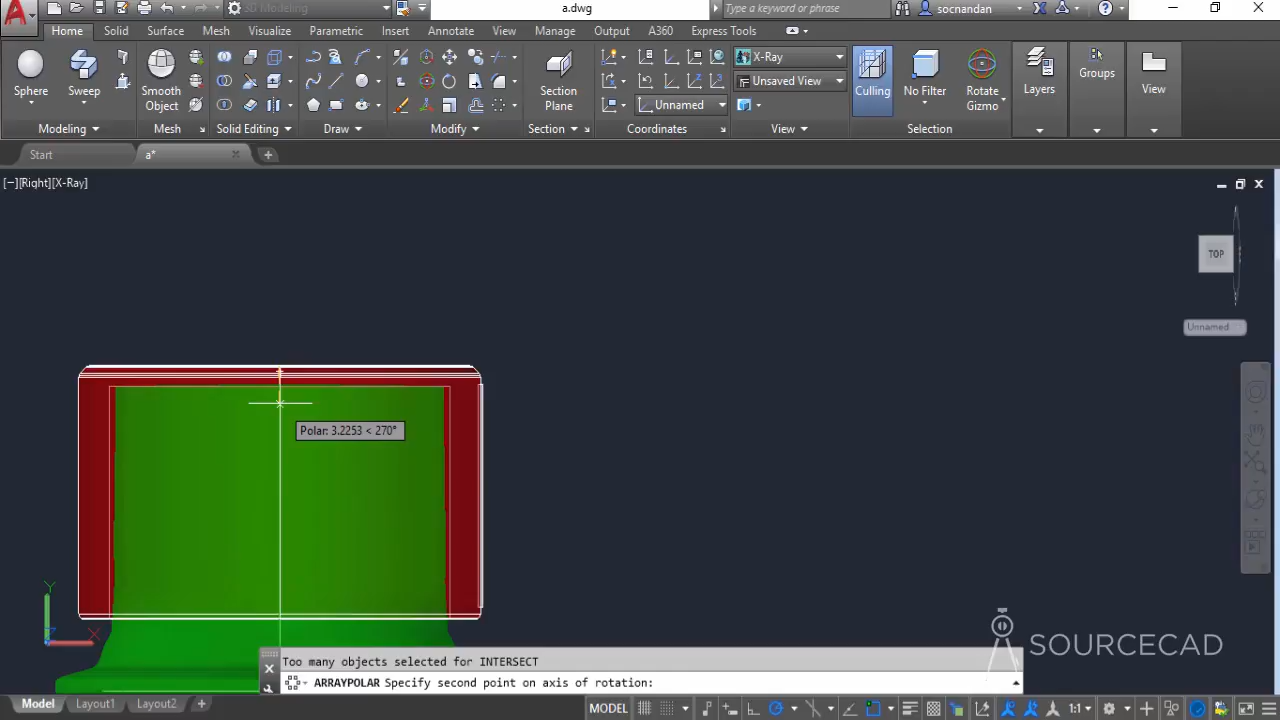 3D Modeling
a.dwg
Type a keyword or phrase
socnandan
Home Solid Surface Mesh Visualize Parametric Insert Annotate View Manage Output A360 Express Tools
X-Ray
Unsaved View
Sphere
Sweep
Smooth
Object
Section
Plane
Unnamed
Culling
No Filter
Rotate
Gizmo
Layers
Groups
View
Modeling
Mesh
Solid Editing
Draw
Modify
Section
Coordinates
View
Selection
Start
a*
[−][Right][X-Ray]
TOP
Unnamed
Polar: 3.2253 < 270°
Y
X
SOURCECAD
Too many objects selected for INTERSECT
ARRAYPOLAR Specify second point on axis of rotation:
Model Layout1 Layout2 +
MODEL
1:1